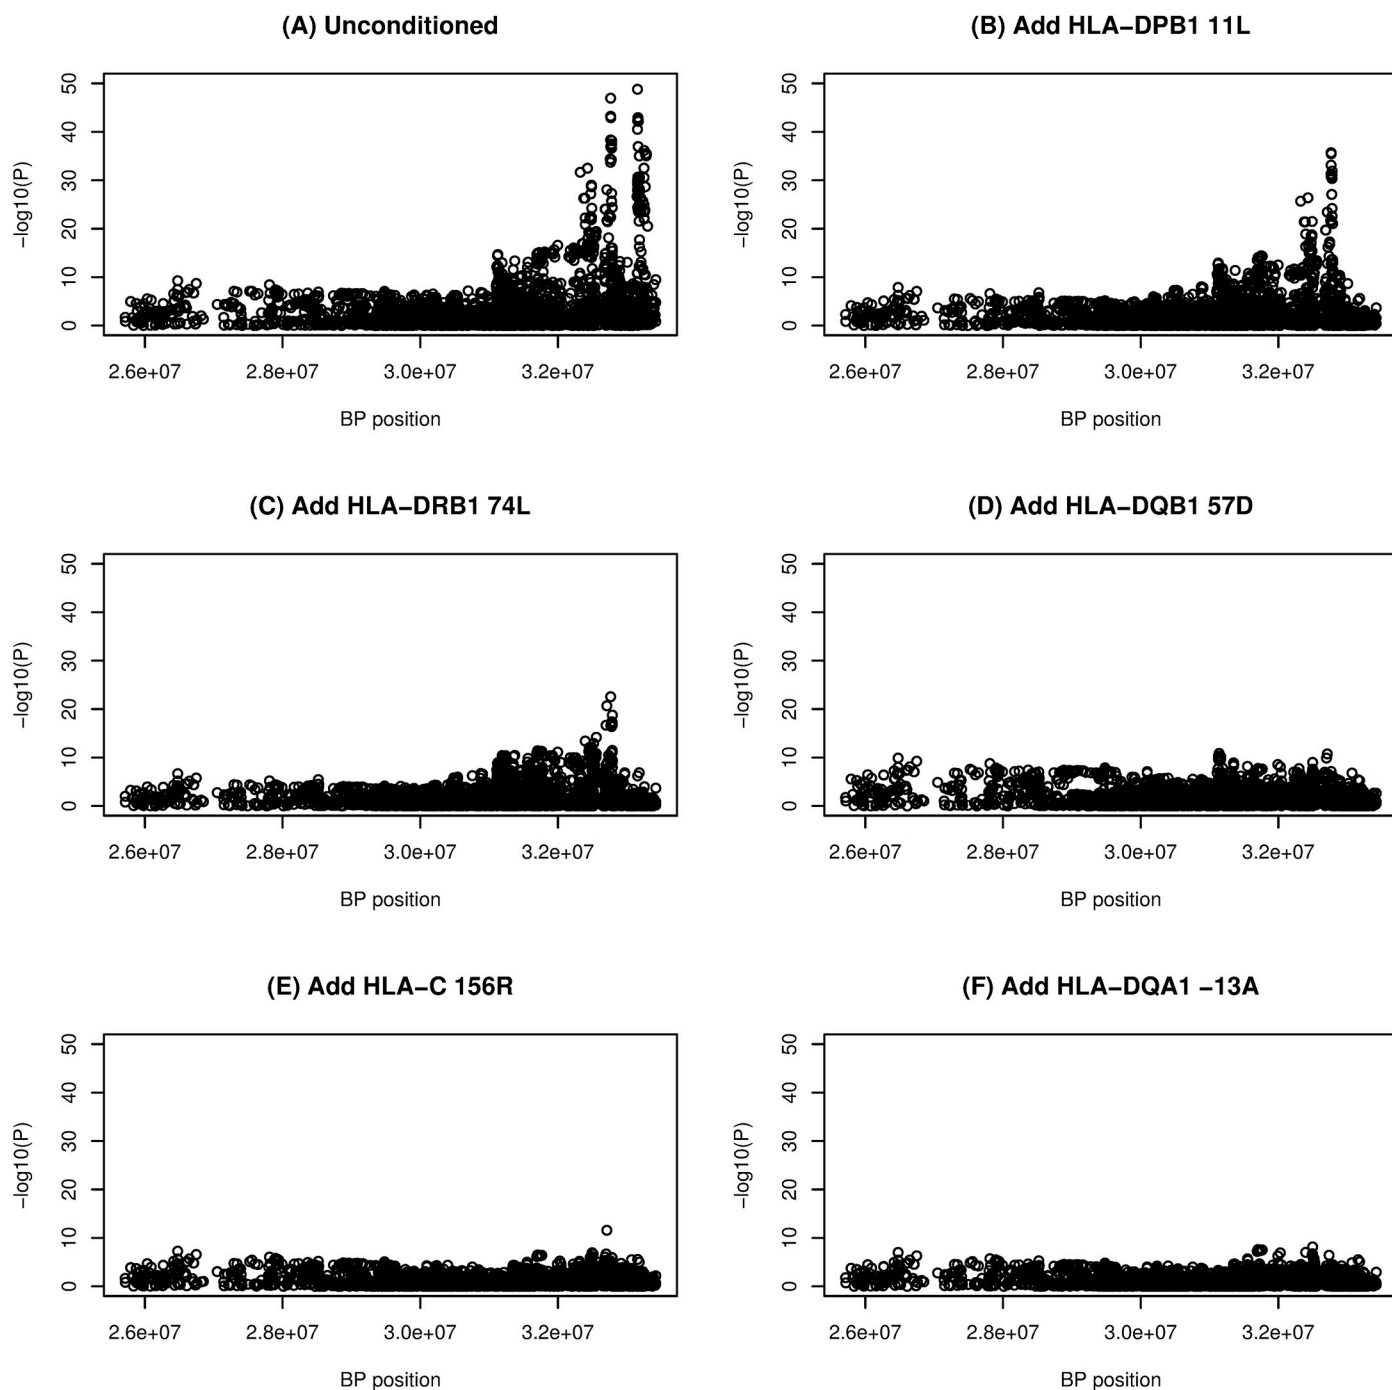 (A) Unconditioned
−log10(P)
50
40
30
20
10
0
2.6e+07 2.8e+07 3.0e+07 3.2e+07
BP position
(B) Add HLA−DPB1 11L
−log10(P)
50
40
30
20
10
0
2.6e+07 2.8e+07 3.0e+07 3.2e+07
BP position
(C) Add HLA−DRB1 74L
−log10(P)
50
40
30
20
10
0
2.6e+07 2.8e+07 3.0e+07 3.2e+07
BP position
(D) Add HLA−DQB1 57D
−log10(P)
50
40
30
20
10
0
2.6e+07 2.8e+07 3.0e+07 3.2e+07
BP position
(E) Add HLA−C 156R
−log10(P)
50
40
30
20
10
0
2.6e+07 2.8e+07 3.0e+07 3.2e+07
BP position
(F) Add HLA−DQA1 −13A
−log10(P)
50
40
30
20
10
0
2.6e+07 2.8e+07 3.0e+07 3.2e+07
BP position